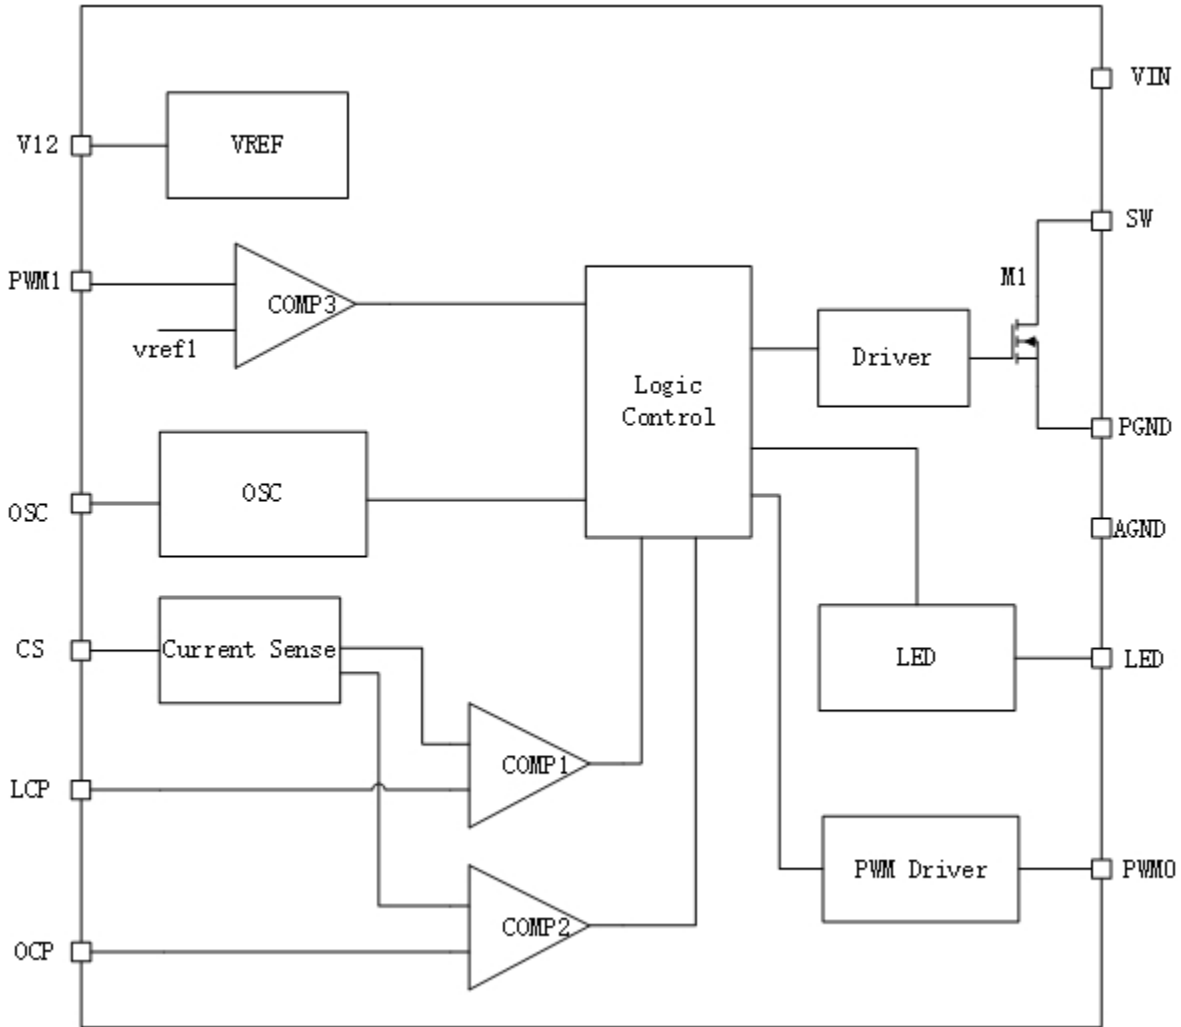 VIN
V12
VREF
SW
PWM1
COMP3
M1
vref1
Driver
Logic
Control
PGND
OSC
OSC
AGND
CS
Current Sense
LED
LED
COMP1
LCP
PWM Driver
PWMO
COMP2
OCP